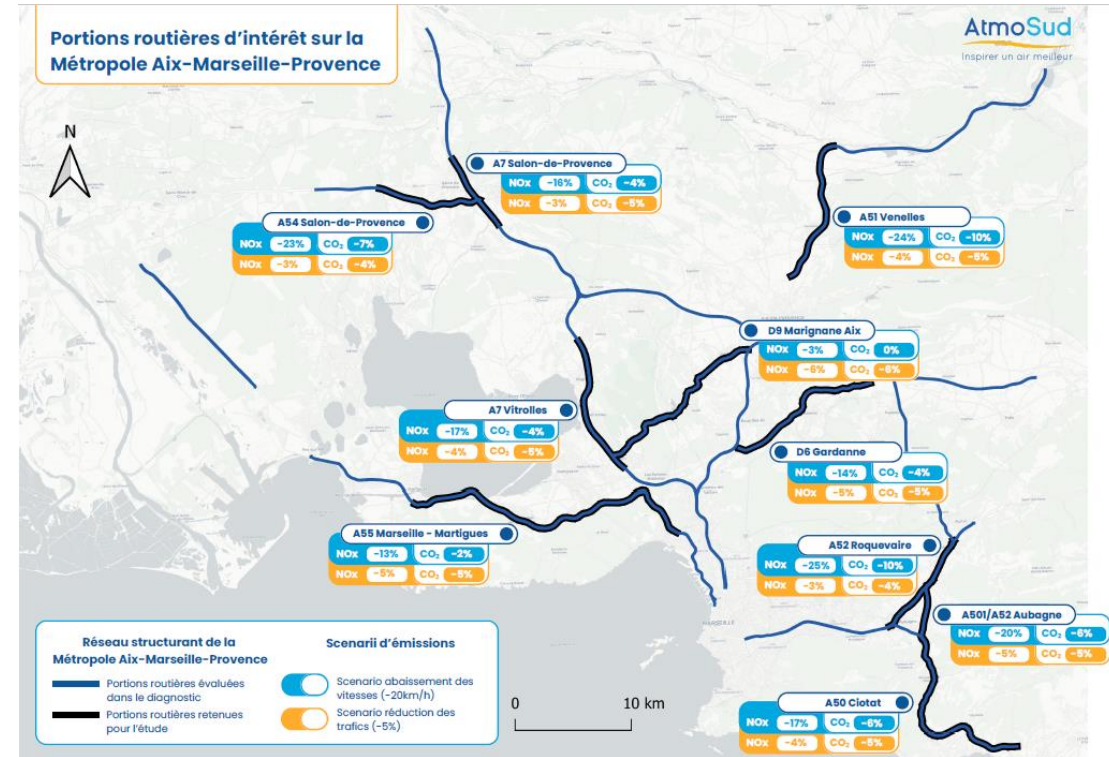 Portions routières d'intérêt sur la
Métropole Aix-Marseille-Provence
AtmoSud
Inspirer un air meilleur
N
A7 Salon-de-Provence
NOx -16% CO₂ -4%
NOx -3% CO₂ -5%
A54 Salon-de-Provence
NOx -23% CO₂ -7%
NOx -3% CO₂ -4%
A51 Venelles
NOx -24% CO₂ -10%
NOx -4% CO₂ -5%
D9 Marignane Aix
NOx -3% CO₂ 0%
NOx -6% CO₂ -6%
A7 Vitrolles
NOx -17% CO₂ -4%
NOx -4% CO₂ -5%
D6 Gardanne
NOx -14% CO₂ -4%
NOx -5% CO₂ -5%
A55 Marseille - Martigues
NOx -13% CO₂ -2%
NOx -5% CO₂ -5%
A52 Roquevaire
NOx -25% CO₂ -10%
NOx -3% CO₂ -4%
A501/A52 Aubagne
NOx -20% CO₂ -6%
NOx -5% CO₂ -5%
MARSEILLE
A50 Ciotat
NOx -17% CO₂ -6%
NOx -4% CO₂ -5%
Réseau structurant de la
Métropole Aix-Marseille-Provence
Portions routières évaluées
dans le diagnostic
Portions routières retenues
pour l'étude
Scenarii d'émissions
Scenario abaissement des
vitesses (-20km/h)
Scenario réduction des
trafics (-5%)
0 10 km